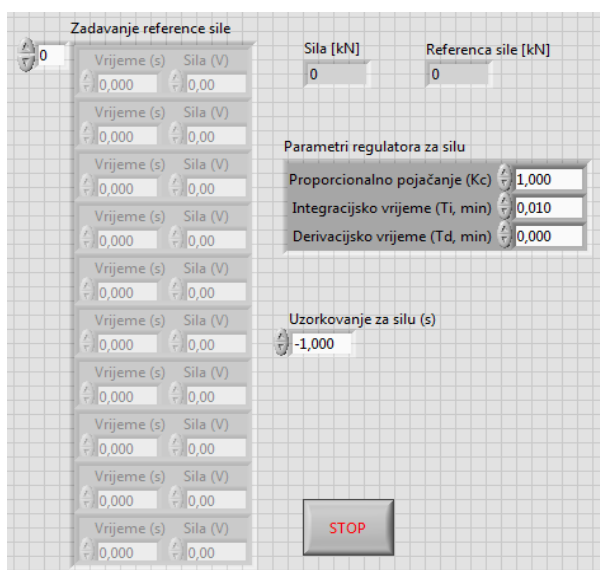 Zadavanje reference sile
0
Vrijeme (s) Sila (V)
0,000 0,00
Vrijeme (s) Sila (V)
0,000 0,00
Vrijeme (s) Sila (V)
0,000 0,00
Vrijeme (s) Sila (V)
0,000 0,00
Vrijeme (s) Sila (V)
0,000 0,00
Vrijeme (s) Sila (V)
0,000 0,00
Vrijeme (s) Sila (V)
0,000 0,00
Vrijeme (s) Sila (V)
0,000 0,00
Vrijeme (s) Sila (V)
0,000 0,00
Vrijeme (s) Sila (V)
0,000 0,00
Sila [kN] Referenca sile [kN]
0 0
Parametri regulatora za silu
Proporcionalno pojačanje (Kc) 1,000
Integracijsko vrijeme (Ti, min) 0,010
Derivacijsko vrijeme (Td, min) 0,000
Uzorkovanje za silu (s)
-1,000
STOP